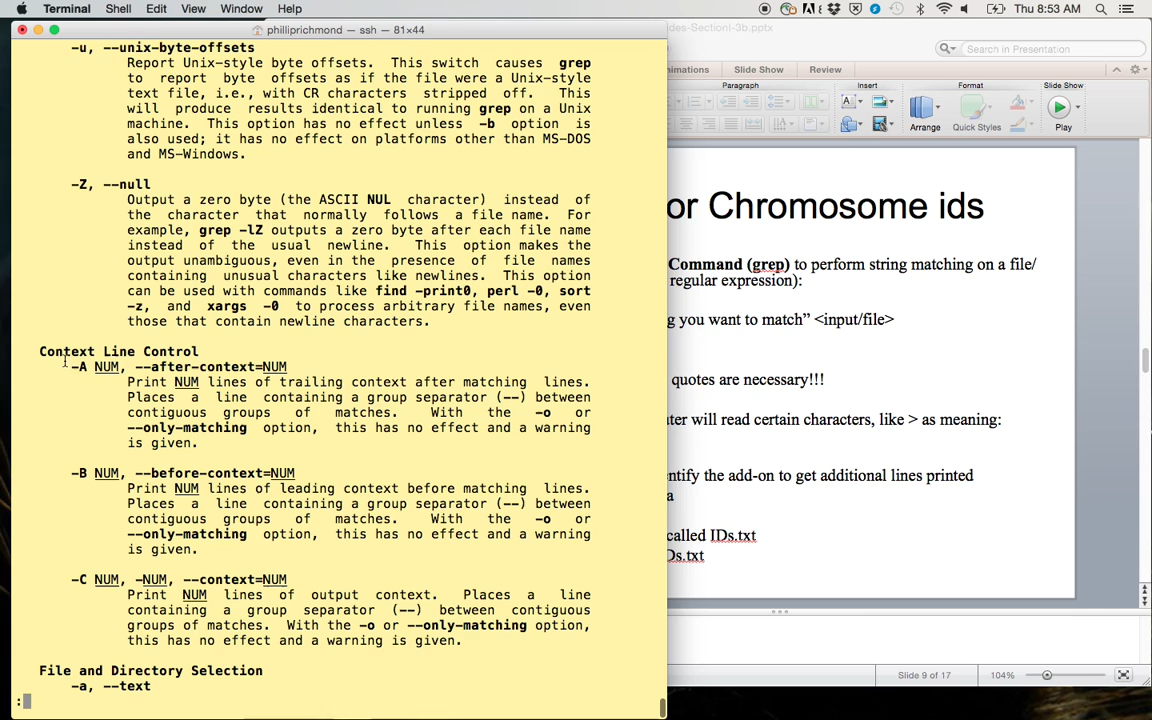 Terminal Shell Edit View Window Help Thu 8:53 AM
philliprichmond — ssh — 81×44
des-SectionI-3b.pptx
Search in Presentation
nimations Slide Show Review
Paragraph Insert Format Slide Show
Arrange Quick Styles Play
-u, --unix-byte-offsets
Report Unix-style byte offsets. This switch causes grep
to report byte offsets as if the file were a Unix-style
text file, i.e., with CR characters stripped off. This
will produce results identical to running grep on a Unix
machine. This option has no effect unless -b option is
also used; it has no effect on platforms other than MS-DOS
and MS-Windows.
-Z, --null
Output a zero byte (the ASCII NUL character) instead of
the character that normally follows a file name. For
example, grep -lZ outputs a zero byte after each file name
instead of the usual newline. This option makes the
output unambiguous, even in the presence of file names
containing unusual characters like newlines. This option
can be used with commands like find -print0, perl -0, sort
-z, and xargs -0 to process arbitrary file names, even
those that contain newline characters.
Context Line Control
-A NUM, --after-context=NUM
Print NUM lines of trailing context after matching lines.
Places a line containing a group separator (--) between
contiguous groups of matches. With the -o or
--only-matching option, this has no effect and a warning
is given.
-B NUM, --before-context=NUM
Print NUM lines of leading context before matching lines.
Places a line containing a group separator (--) between
contiguous groups of matches. With the -o or
--only-matching option, this has no effect and a warning
is given.
-C NUM, -NUM, --context=NUM
Print NUM lines of output context. Places a line
containing a group separator (--) between contiguous
groups of matches. With the -o or --only-matching option,
this has no effect and a warning is given.
File and Directory Selection
-a, --text
:
or Chromosome ids
Command (grep) to perform string matching on a file/
regular expression):
g you want to match” <input/file>
quotes are necessary!!!
uter will read certain characters, like > as meaning:
ntify the add-on to get additional lines printed
a
called IDs.txt
Ds.txt
Slide 9 of 17 104%